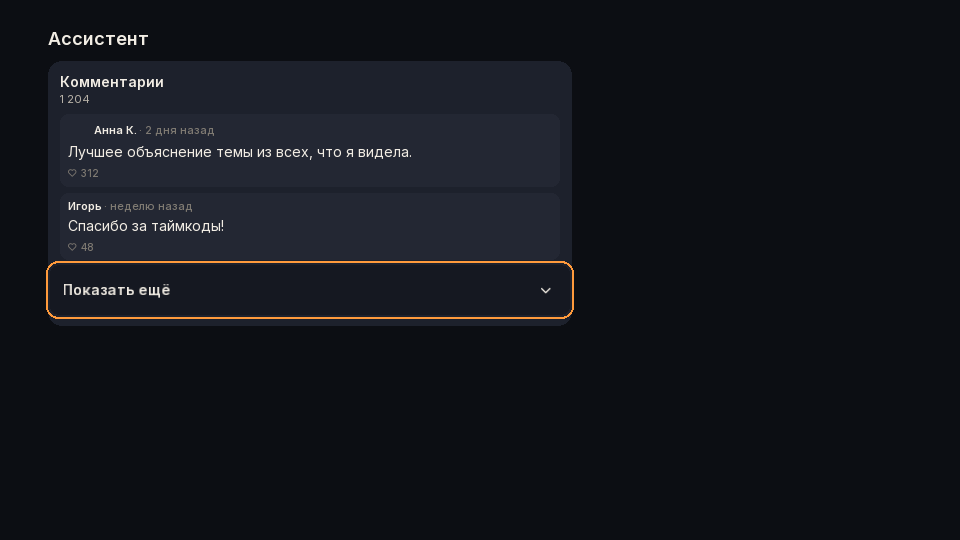 Ассистент
Комментарии
1 204
Анна К. · 2 дня назад
Лучшее объяснение темы из всех, что я видела.
♡ 312
Игорь · неделю назад
Спасибо за таймкоды!
♡ 48
Показать ещё